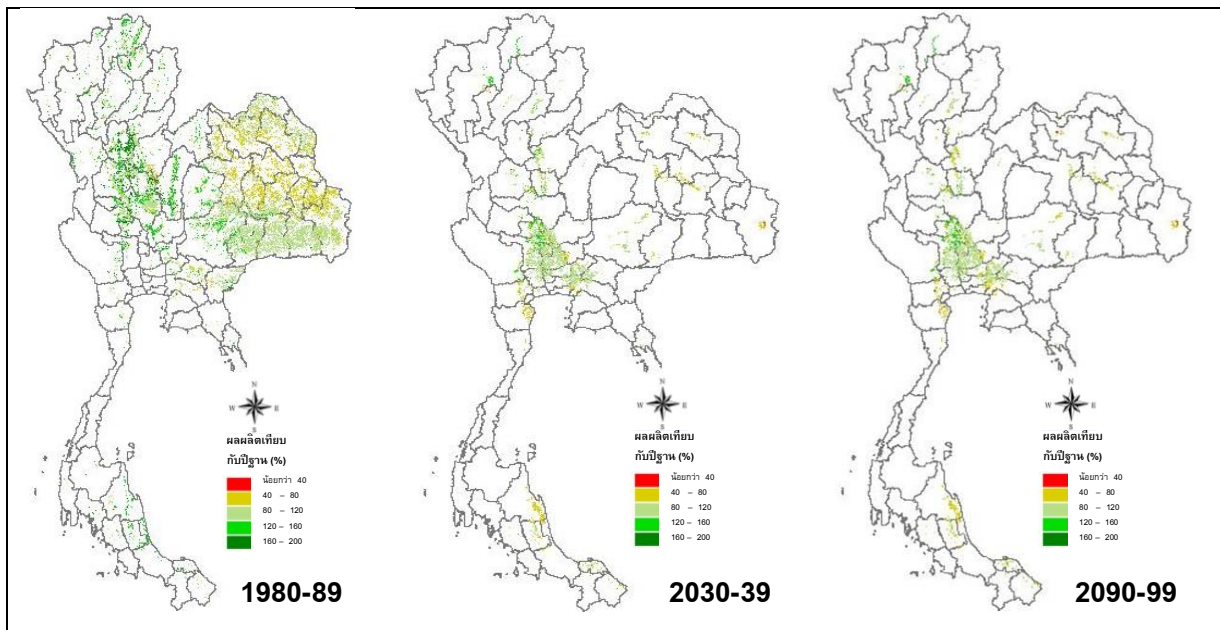 N
W E
S
ผลผลิตเทียบ
กับปีฐาน (%)
น้อยกว่า 40
40 – 80
80 – 120
120 – 160
160 – 200
1980-89
N
W E
S
ผลผลิตเทียบ
กับปีฐาน (%)
น้อยกว่า 40
40 – 80
80 – 120
120 – 160
160 – 200
2030-39
N
W E
S
ผลผลิตเทียบ
กับปีฐาน (%)
น้อยกว่า 40
40 – 80
80 – 120
120 – 160
160 – 200
2090-99